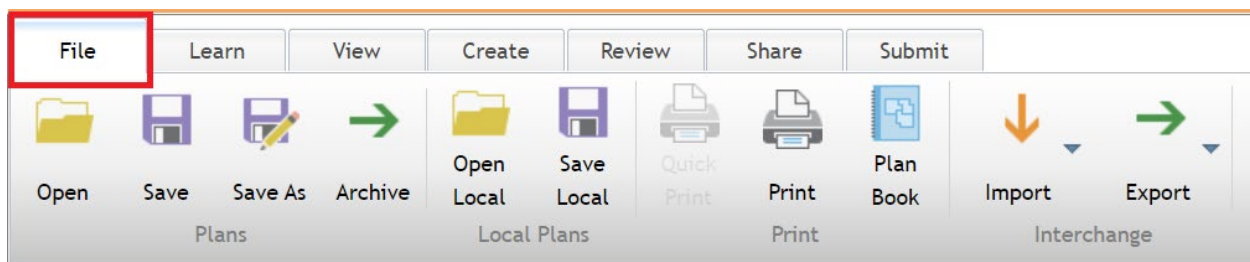 File Learn View Create Review Share Submit
Open Save Save As Archive Open Local Save Local Quick Print Print Plan Book Import Export
Plans Local Plans Print Interchange